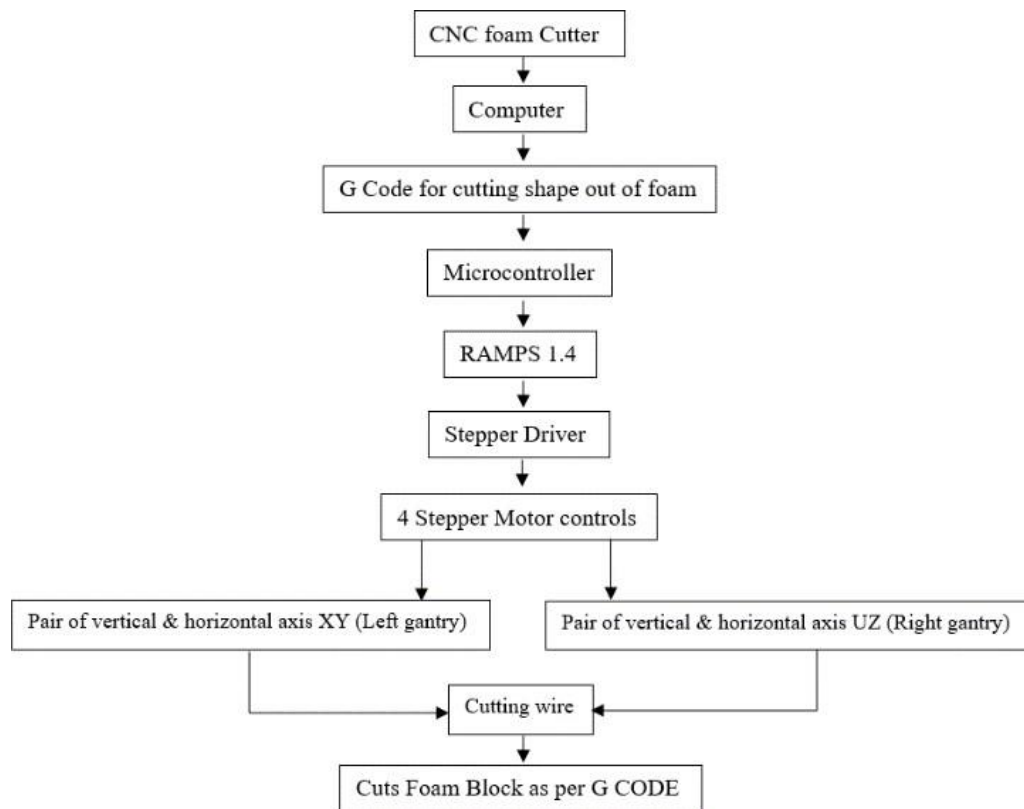 CNC foam Cutter
Computer
G Code for cutting shape out of foam
Microcontroller
RAMPS 1.4
Stepper Driver
4 Stepper Motor controls
Pair of vertical & horizontal axis XY (Left gantry)
Pair of vertical & horizontal axis UZ (Right gantry)
Cutting wire
Cuts Foam Block as per G CODE